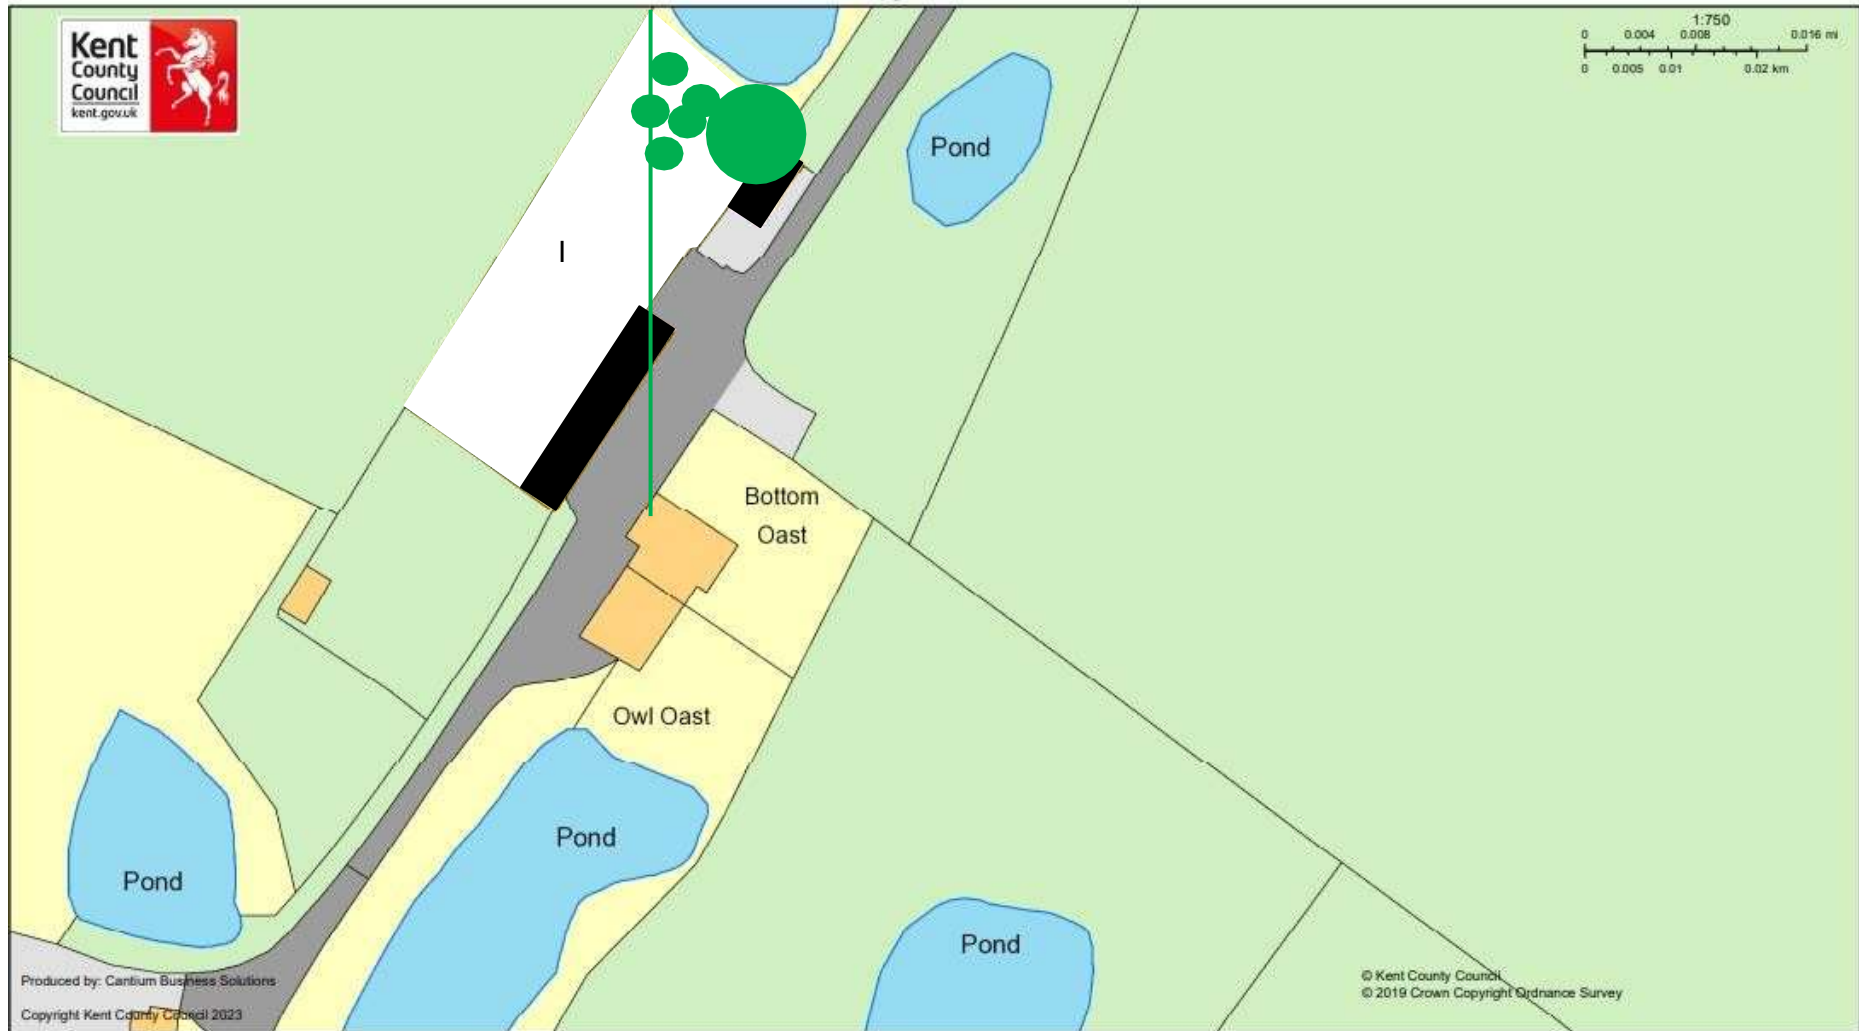 Kent
County
Council
kent.gov.uk
1:750
0 0.004 0.008 0.016 mi
0 0.005 0.01 0.02 km
Pond
I
Bottom
Oast
Owl Oast
Pond
Pond
Pond
Produced by: Cantium Business Solutions
Copyright Kent County Council 2023
© Kent County Council
© 2019 Crown Copyright Ordnance Survey